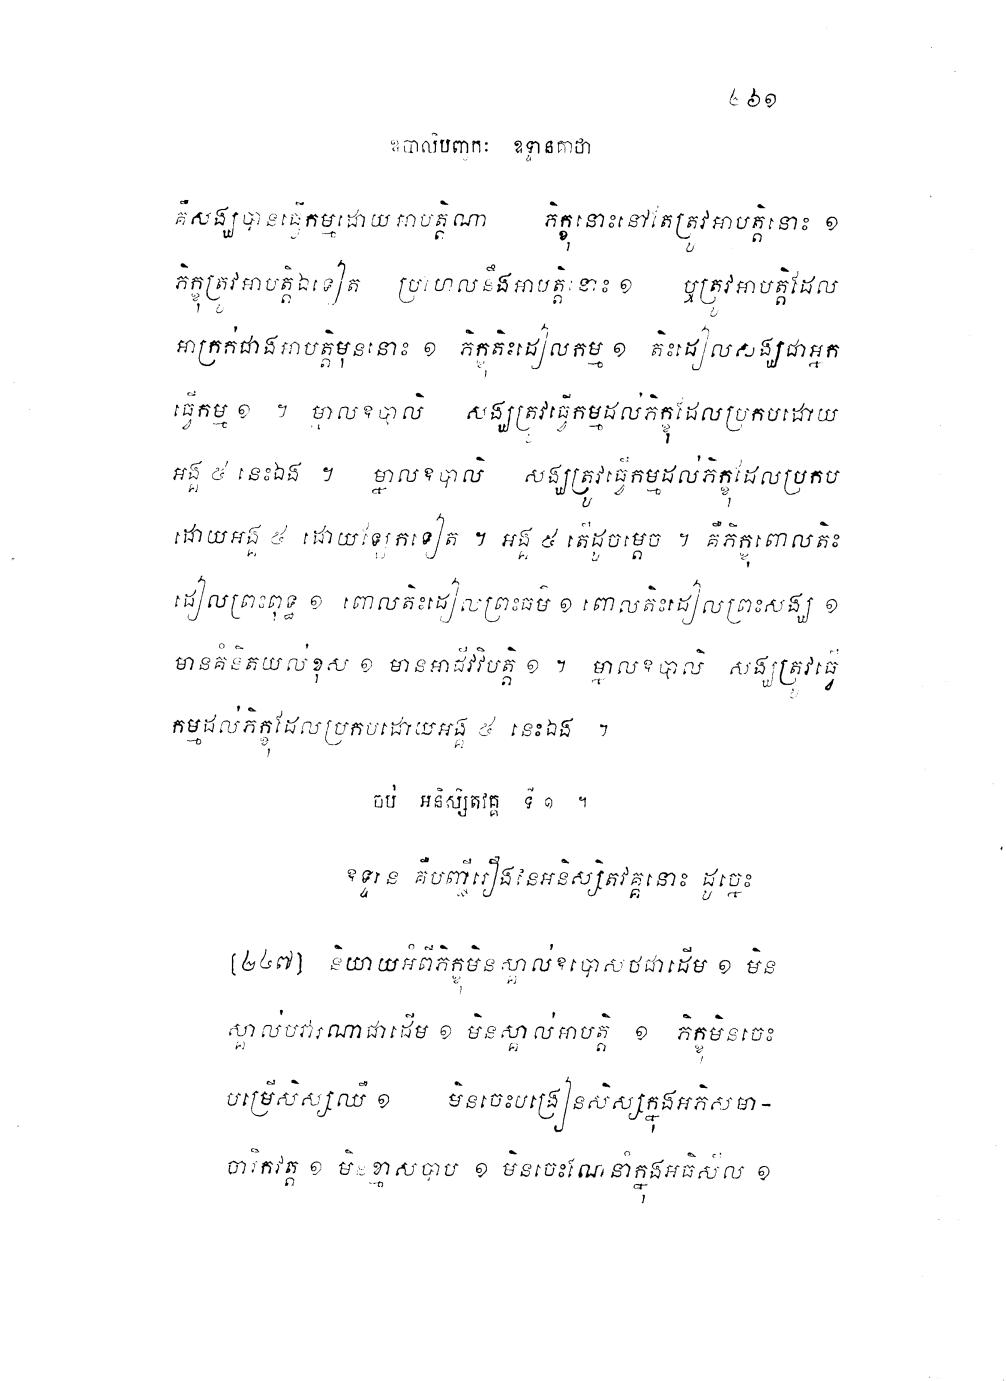 ៤៦១
ឧបាលិបញ្ចកៈ ឧទ្ទានគាថា
គឺសង្ឃបានធ្វើកម្មដោយអាបត្តិណា ភិក្ខុនោះនៅតែត្រូវអាបត្តិនោះ ១
ភិក្ខុត្រូវអាបត្តិឯទៀត ប្រហែលនឹងអាបត្តិនោះ ១ ឬត្រូវអាបត្តិដែល
អាក្រក់ជាងអាបត្តិមុននោះ ១ ភិក្ខុតិះដៀលកម្ម ១ តិះដៀលសង្ឃជាអ្នក
ធ្វើកម្ម ១ ។ ម្នាលឧបាលិ សង្ឃត្រូវធ្វើកម្មដល់ភិក្ខុដែលប្រកបដោយ
អង្គ ៥ នេះឯង ។ ម្នាលឧបាលិ សង្ឃត្រូវធ្វើកម្មដល់ភិក្ខុដែលប្រកប
ដោយអង្គ ៥ ដោយឡែកទៀត ។ អង្គ ៥ តើដូចម្តេច ។ គឺភិក្ខុពោលតិះ
ដៀលព្រះពុទ្ធ ១ ពោលតិះដៀលព្រះធម៌ ១ ពោលតិះដៀលព្រះសង្ឃ ១
មានគំនិតយល់ខុស ១ មានអាជីវវិបត្តិ ១ ។ ម្នាលឧបាលិ សង្ឃត្រូវធ្វើ
កម្មដល់ភិក្ខុដែលប្រកបដោយអង្គ ៥ នេះឯង ។
ចប់ អនិស្សិតវគ្គ ទី ១ ។
ឧទ្ទាន គឺបញ្ជីរឿងនៃអនិស្សិតវគ្គនោះ ដូច្នេះ
[២៤៧] និយាយអំពីភិក្ខុមិនស្គាល់ឧបោសថជាដើម ១ មិន
ស្គាល់បវារណាជាដើម ១ មិនស្គាល់អាបត្តិ ១ ភិក្ខុមិនចេះ
បម្រើសិស្សឈឺ ១ មិនចេះបង្រៀនសិស្សក្នុងអភិសមា-
ចារិកវត្ត ១ មិនខ្មាសបាប ១ មិនចេះណែនាំក្នុងអធិសីល ១